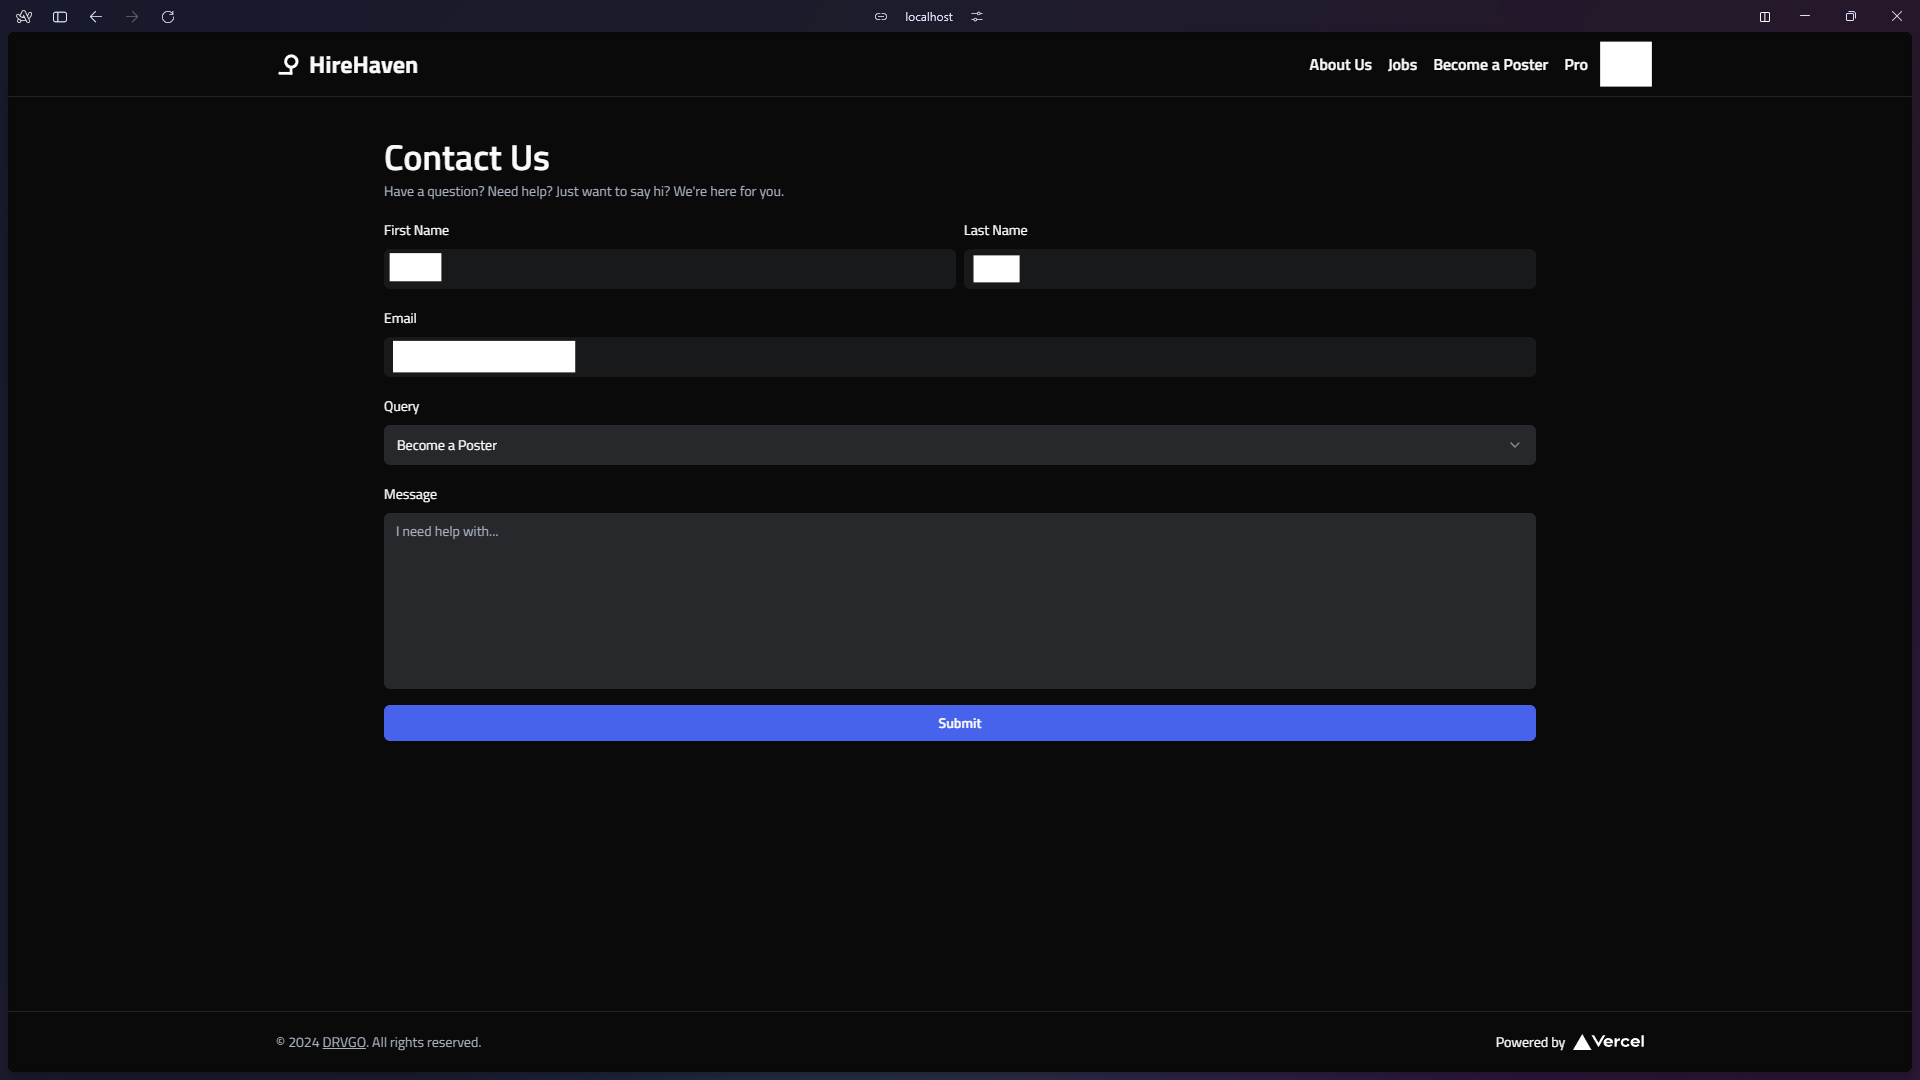 localhost
HireHaven
About Us Jobs Become a Poster Pro
Contact Us
Have a question? Need help? Just want to say hi? We're here for you.
First Name Last Name
Email
Query
Become a Poster
Message
I need help with...
Submit
© 2024 DRVGO. All rights reserved. Powered by Vercel